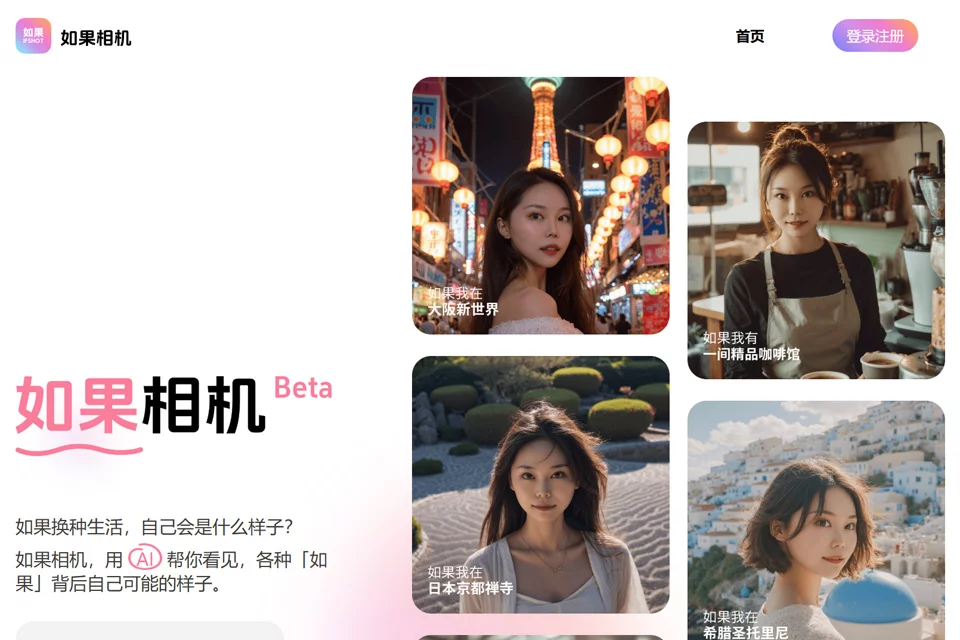 如果
IFSHOT
如果相机
首页
登录注册
如果我在
大阪新世界
如果我有
一间精品咖啡馆
如果相机 Beta
如果换种生活，自己会是什么样子？
如果相机，用 AI 帮你看见，各种「如
果」背后自己可能的样子。
如果我在
日本京都禅寺
如果我在
希腊圣托里尼